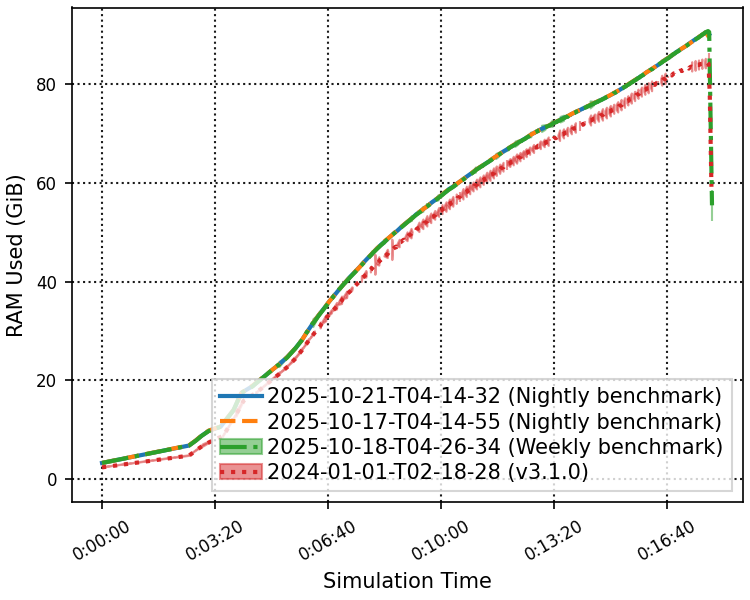 80
60
40
20
0
RAM Used (GiB)
2025-10-21-T04-14-32 (Nightly benchmark)
2025-10-17-T04-14-55 (Nightly benchmark)
2025-10-18-T04-26-34 (Weekly benchmark)
2024-01-01-T02-18-28 (v3.1.0)
0:00:00
0:03:20
0:06:40
0:10:00
0:13:20
0:16:40
Simulation Time